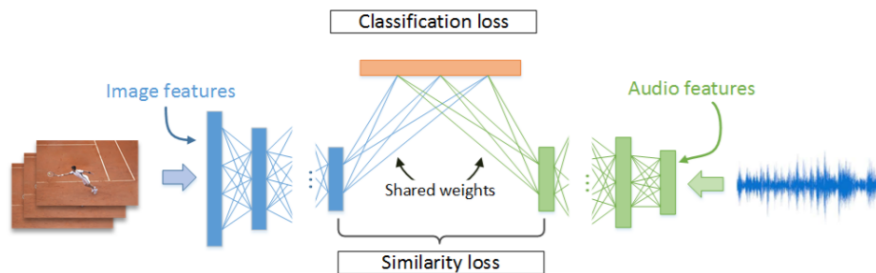 Classification loss
Image features
Audio features
Shared weights
Similarity loss